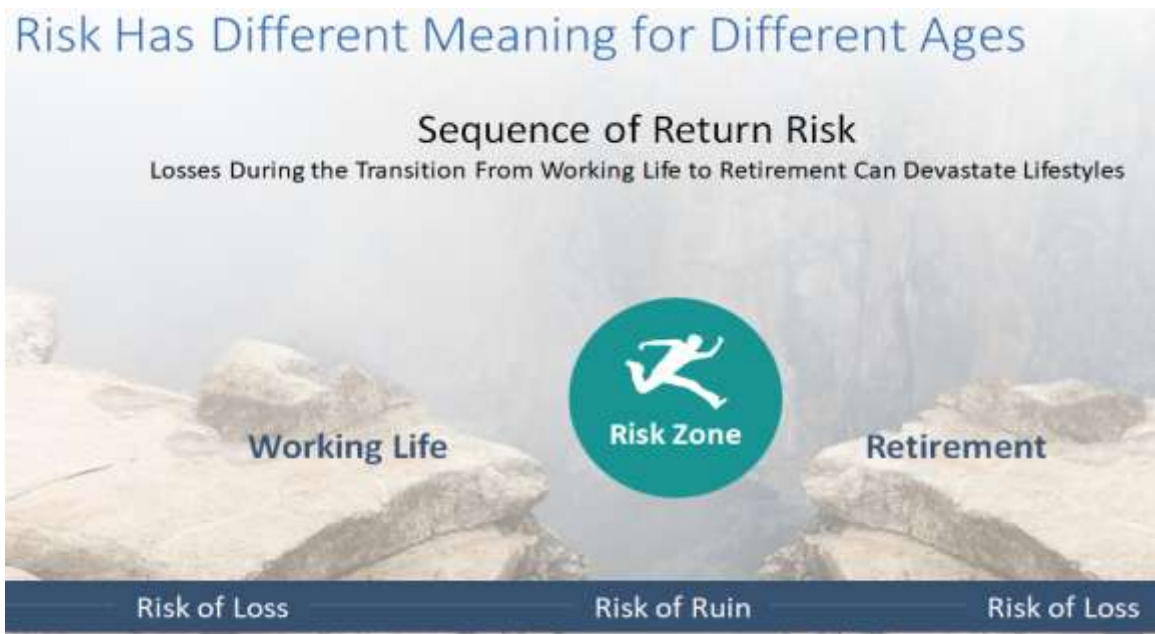 Risk Has Different Meaning for Different Ages
Sequence of Return Risk
Losses During the Transition From Working Life to Retirement Can Devastate Lifestyles
Risk Zone
Working Life
Retirement
Risk of Loss
Risk of Ruin
Risk of Loss